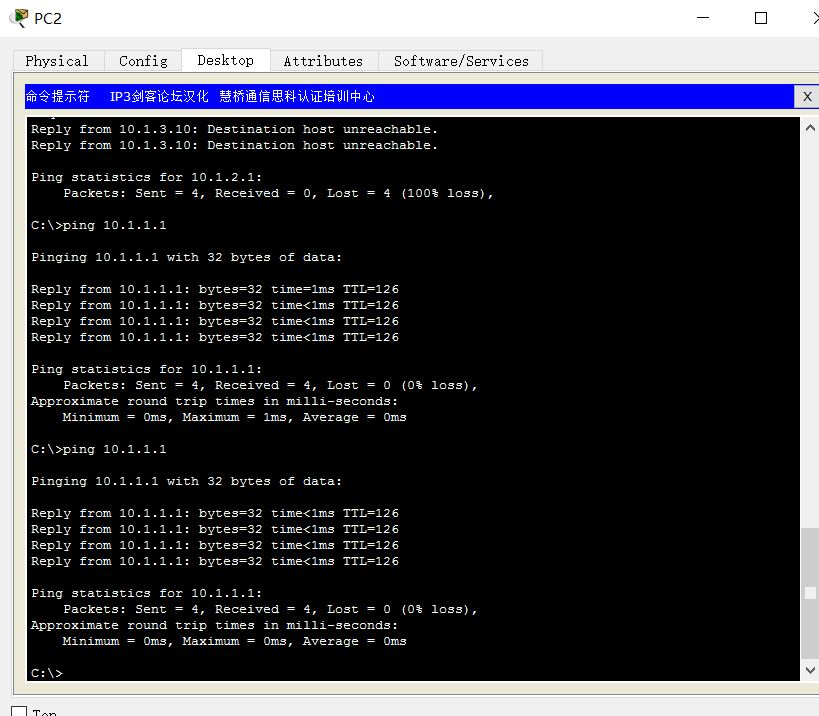 PC2
Physical Config Desktop Attributes Software/Services
命令提示符 IP3剑客论坛汉化 慧桥通信思科认证培训中心 X
Reply from 10.1.3.10: Destination host unreachable.
Reply from 10.1.3.10: Destination host unreachable.
Ping statistics for 10.1.2.1:
Packets: Sent = 4, Received = 0, Lost = 4 (100% loss),
C:\>ping 10.1.1.1
Pinging 10.1.1.1 with 32 bytes of data:
Reply from 10.1.1.1: bytes=32 time=1ms TTL=126
Reply from 10.1.1.1: bytes=32 time<1ms TTL=126
Reply from 10.1.1.1: bytes=32 time<1ms TTL=126
Reply from 10.1.1.1: bytes=32 time<1ms TTL=126
Ping statistics for 10.1.1.1:
Packets: Sent = 4, Received = 4, Lost = 0 (0% loss),
Approximate round trip times in milli-seconds:
Minimum = 0ms, Maximum = 1ms, Average = 0ms
C:\>ping 10.1.1.1
Pinging 10.1.1.1 with 32 bytes of data:
Reply from 10.1.1.1: bytes=32 time<1ms TTL=126
Reply from 10.1.1.1: bytes=32 time<1ms TTL=126
Reply from 10.1.1.1: bytes=32 time<1ms TTL=126
Reply from 10.1.1.1: bytes=32 time<1ms TTL=126
Ping statistics for 10.1.1.1:
Packets: Sent = 4, Received = 4, Lost = 0 (0% loss),
Approximate round trip times in milli-seconds:
Minimum = 0ms, Maximum = 0ms, Average = 0ms
C:\>
Top